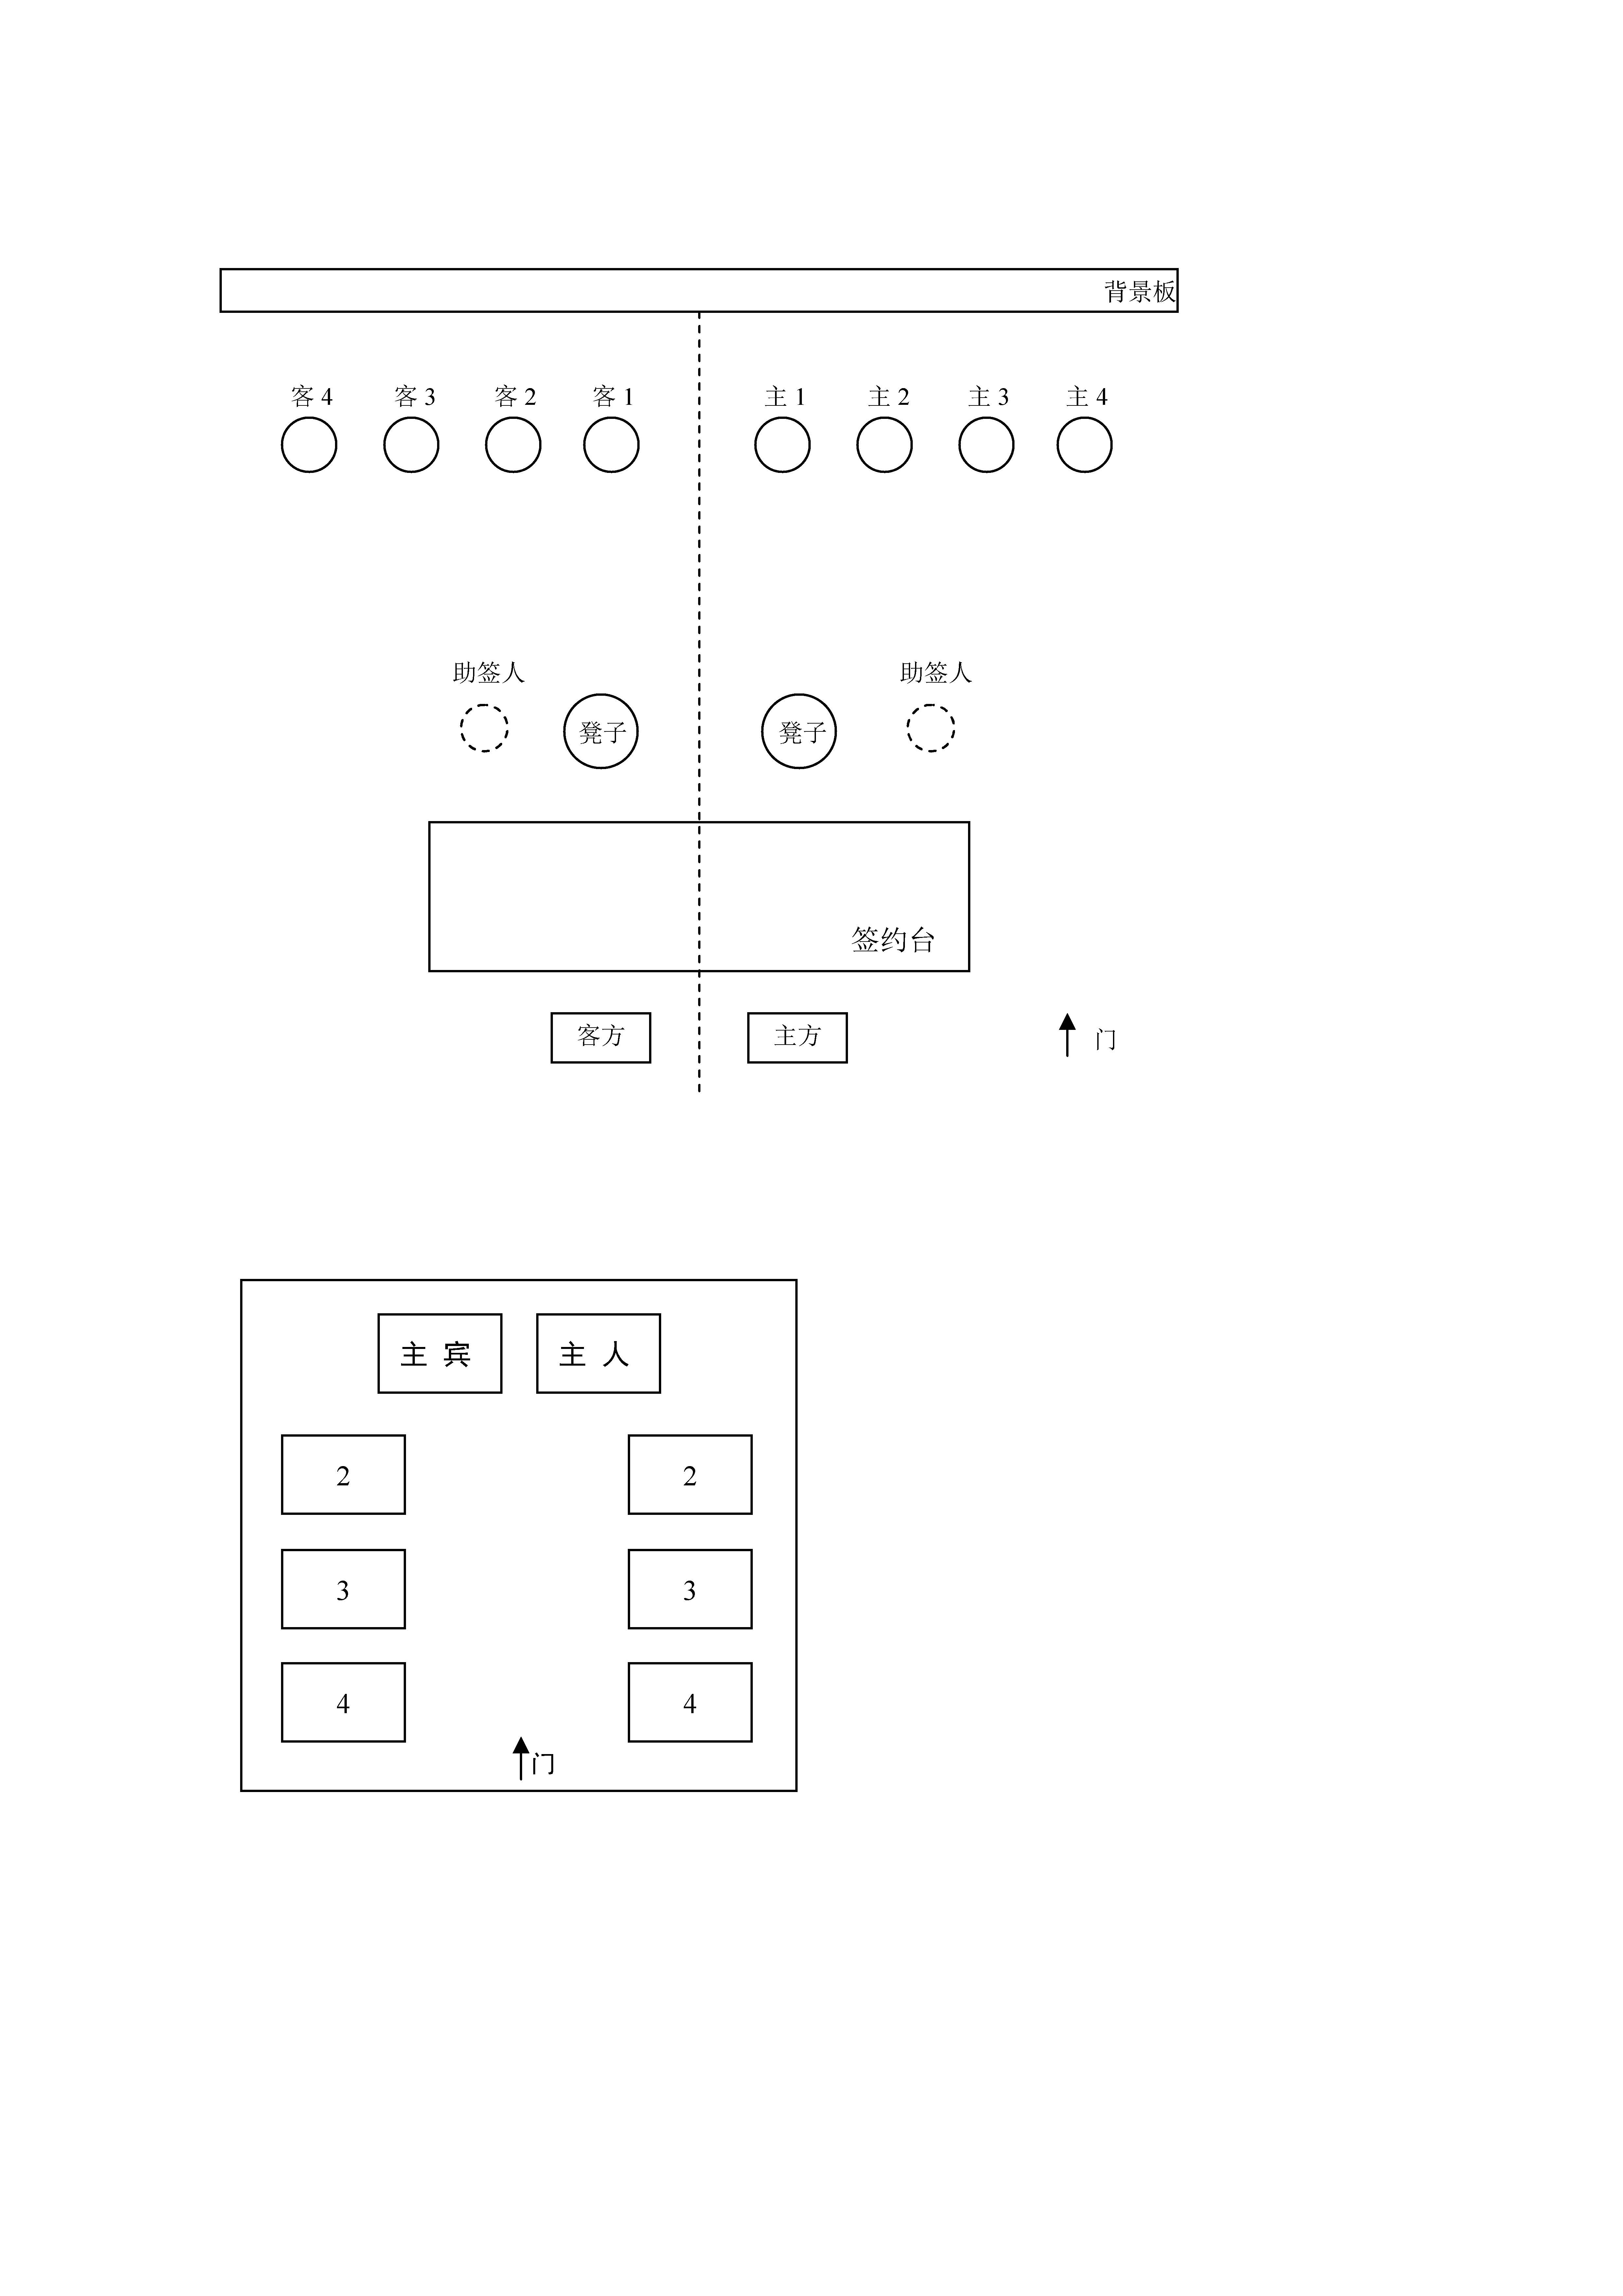 背景板
客 4 客 3 客 2 客 1 主 1 主 2 主 3 主 4
助签人 助签人
凳子 凳子
签约台
客方 主方 门
主 宾 主 人
2 2
3 3
4 4
门